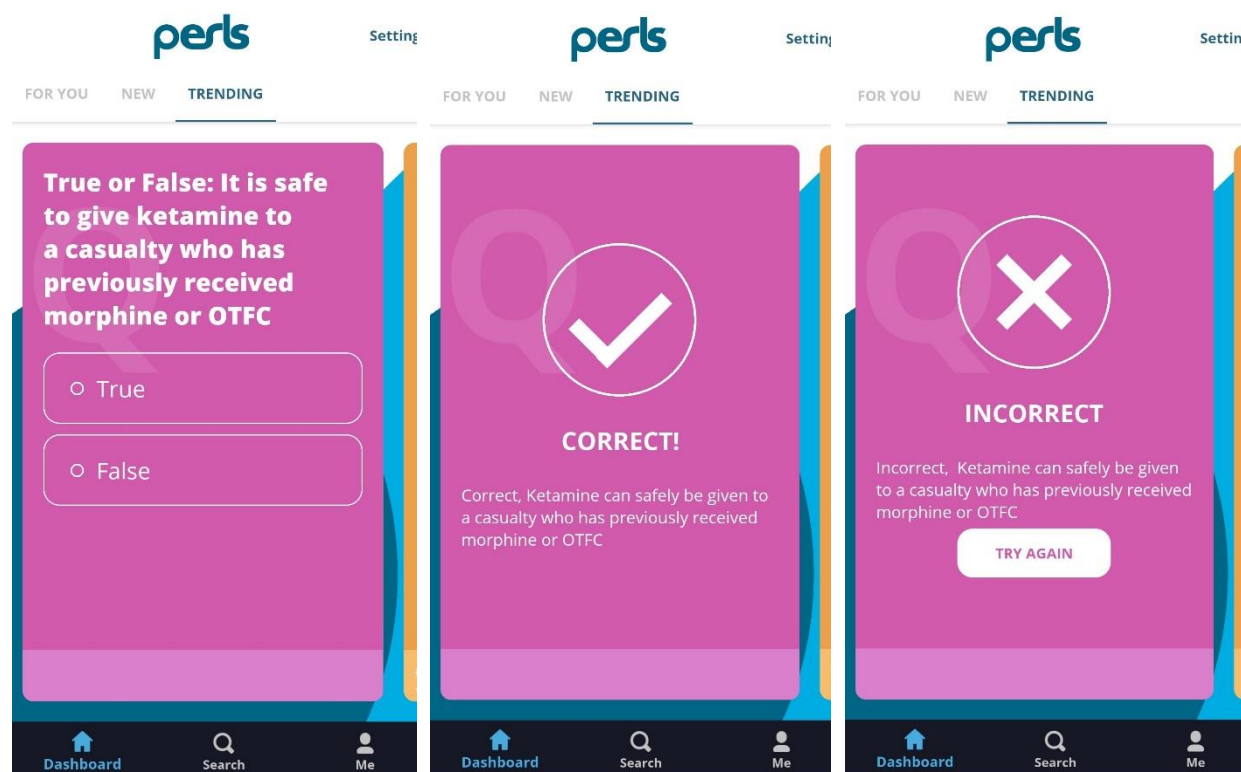 perls
Setting
FOR YOU NEW TRENDING
True or False: It is safe
to give ketamine to
a casualty who has
previously received
morphine or OTFC
Q
True
False
Dashboard Search Me
perls
Setting
FOR YOU NEW TRENDING
Q
CORRECT!
Correct, Ketamine can safely be given to
a casualty who has previously received
morphine or OTFC
Dashboard Search Me
perls
Settin
FOR YOU NEW TRENDING
Q
INCORRECT
Incorrect, Ketamine can safely be given
to a casualty who has previously received
morphine or OTFC
TRY AGAIN
Dashboard Search Me